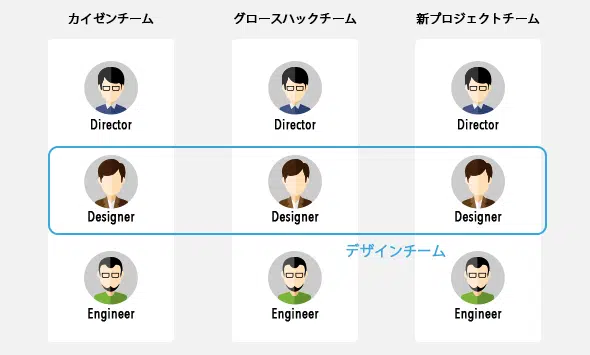 カイゼンチーム
グロースハックチーム
新プロジェクトチーム
Director
Director
Director
Designer
Designer
Designer
デザインチーム
Engineer
Engineer
Engineer